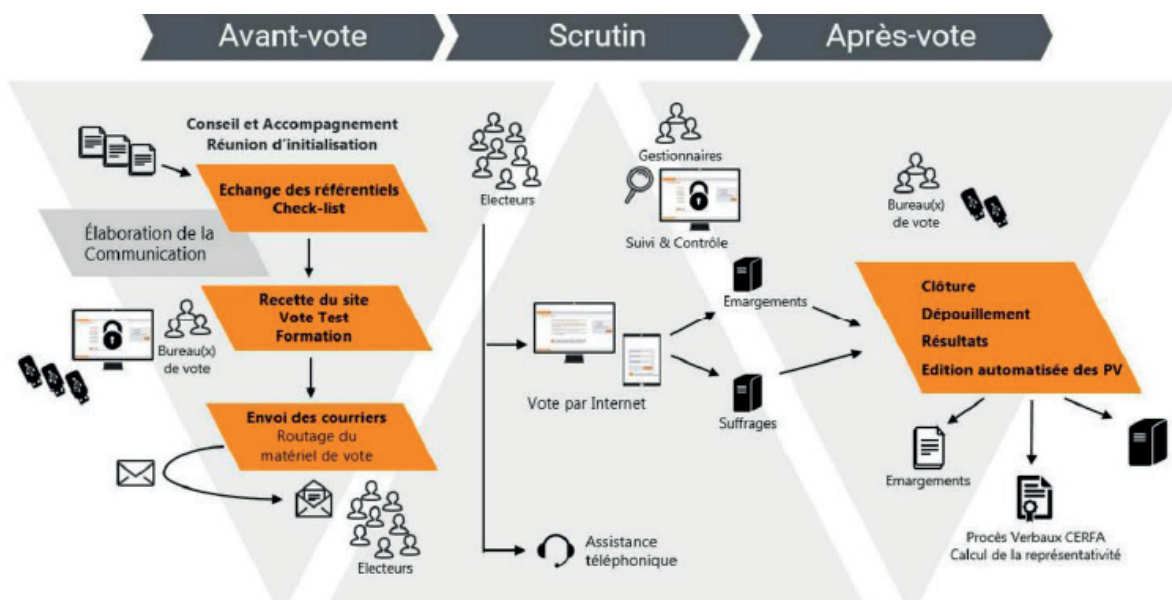 Avant-vote
Scrutin
Après-vote
Conseil et Accompagnement
Réunion d'initialisation
Echange des référentiels
Check-list
Élaboration de la
Communication
Recette du site
Vote Test
Formation
Bureau(x)
de vote
Envoi des courriers
Routage du
matériel de vote
Electeurs
Electeurs
Gestionnaires
Suivi & Contrôle
Vote par Internet
Emargements
Suffrages
Assistance
téléphonique
Bureau(x)
de vote
Clôture
Dépouillement
Résultats
Edition automatisée des PV
Emargements
Procès Verbaux CERFA
Calcul de la représentativité